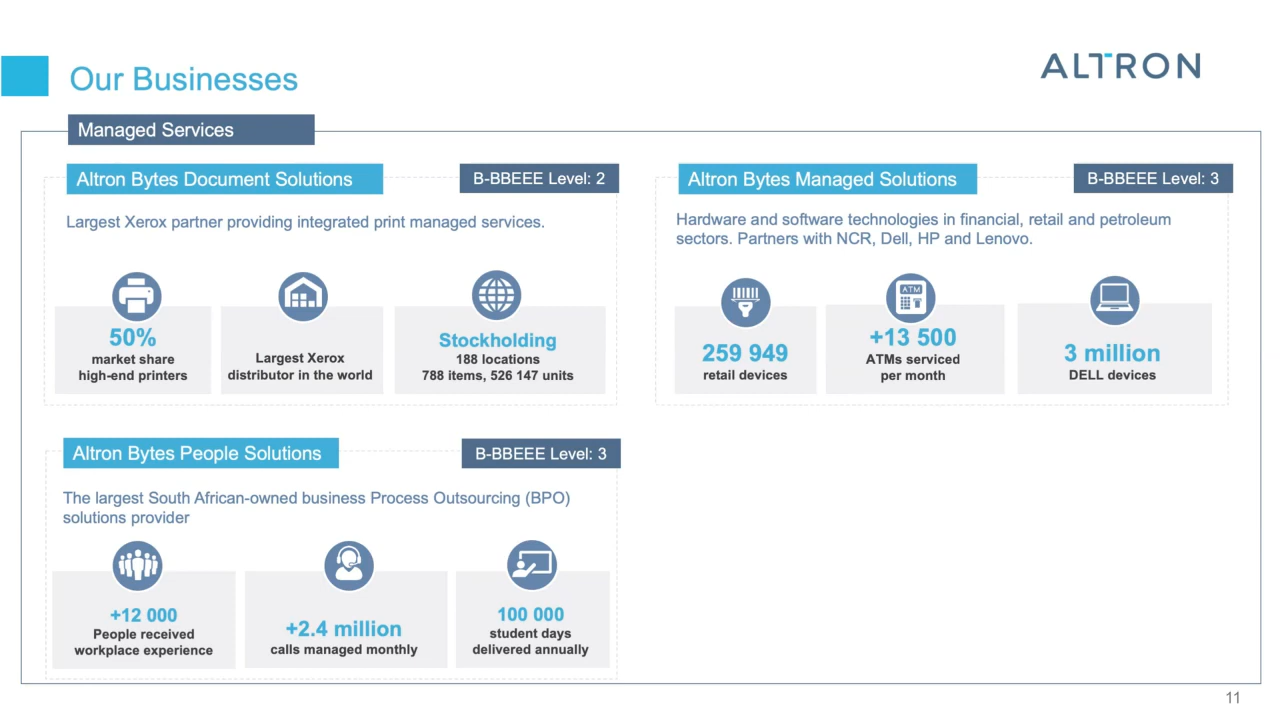 Our Businesses
ALTRON
Managed Services
Altron Bytes Document Solutions
B-BBEEE Level: 2
Largest Xerox partner providing integrated print managed services.
50%
market share
high-end printers
Largest Xerox
distributor in the world
Stockholding
188 locations
788 items, 526 147 units
Altron Bytes Managed Solutions
B-BBEEE Level: 3
Hardware and software technologies in financial, retail and petroleum
sectors. Partners with NCR, Dell, HP and Lenovo.
259 949
retail devices
ATM
+13 500
ATMs serviced
per month
3 million
DELL devices
Altron Bytes People Solutions
B-BBEEE Level: 3
The largest South African-owned business Process Outsourcing (BPO)
solutions provider
+12 000
People received
workplace experience
+2.4 million
calls managed monthly
100 000
student days
delivered annually
11